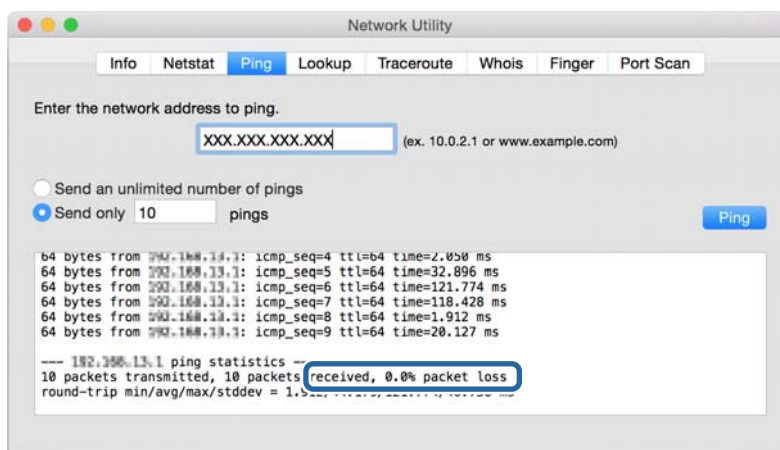 Network Utility
Info Netstat Ping Lookup Traceroute Whois Finger Port Scan
Enter the network address to ping.
XXX.XXX.XXX.XXX (ex. 10.0.2.1 or www.example.com)
Send an unlimited number of pings
Send only 10 pings
Ping
64 bytes from : icmp_seq=4 ttl=64 time=2.050 ms
64 bytes from : icmp_seq=5 ttl=64 time=32.896 ms
64 bytes from : icmp_seq=6 ttl=64 time=121.774 ms
64 bytes from : icmp_seq=7 ttl=64 time=118.428 ms
64 bytes from : icmp_seq=8 ttl=64 time=1.912 ms
64 bytes from : icmp_seq=9 ttl=64 time=20.127 ms
--- ping statistics --
10 packets transmitted, 10 packets received, 0.0% packet loss
round-trip min/avg/max/stddev = ms